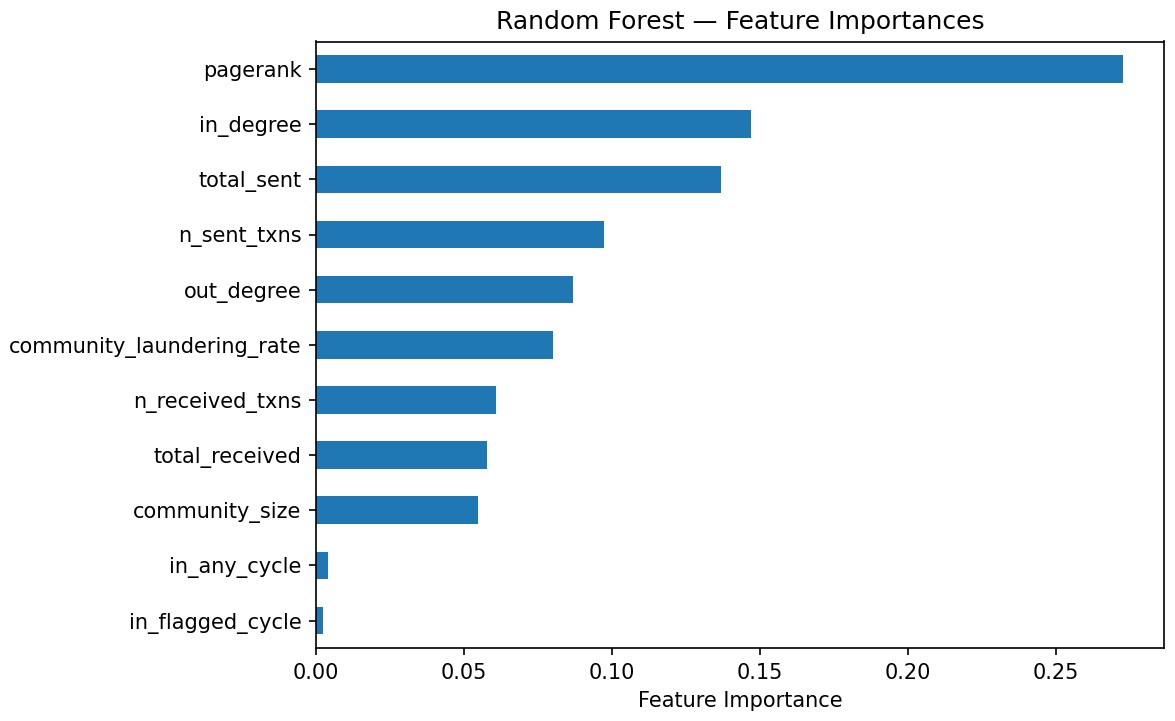 Random Forest — Feature Importances
pagerank
in_degree
total_sent
n_sent_txns
out_degree
community_laundering_rate
n_received_txns
total_received
community_size
in_any_cycle
in_flagged_cycle
0.00 0.05 0.10 0.15 0.20 0.25
Feature Importance